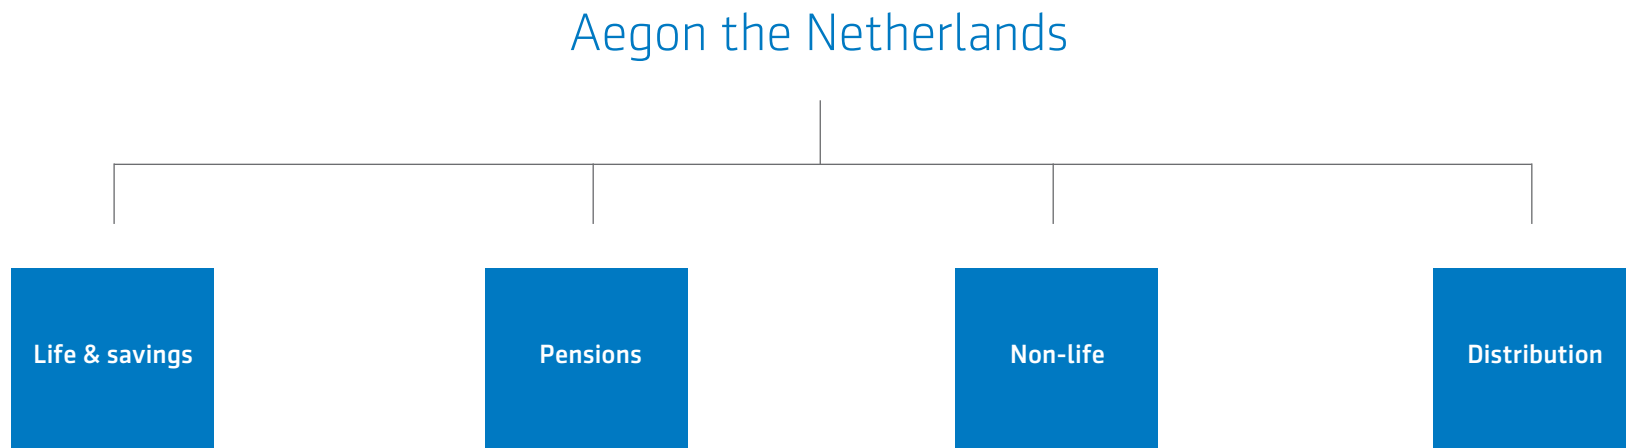 Aegon the Netherlands
Life & savings
Pensions
Non-life
Distribution